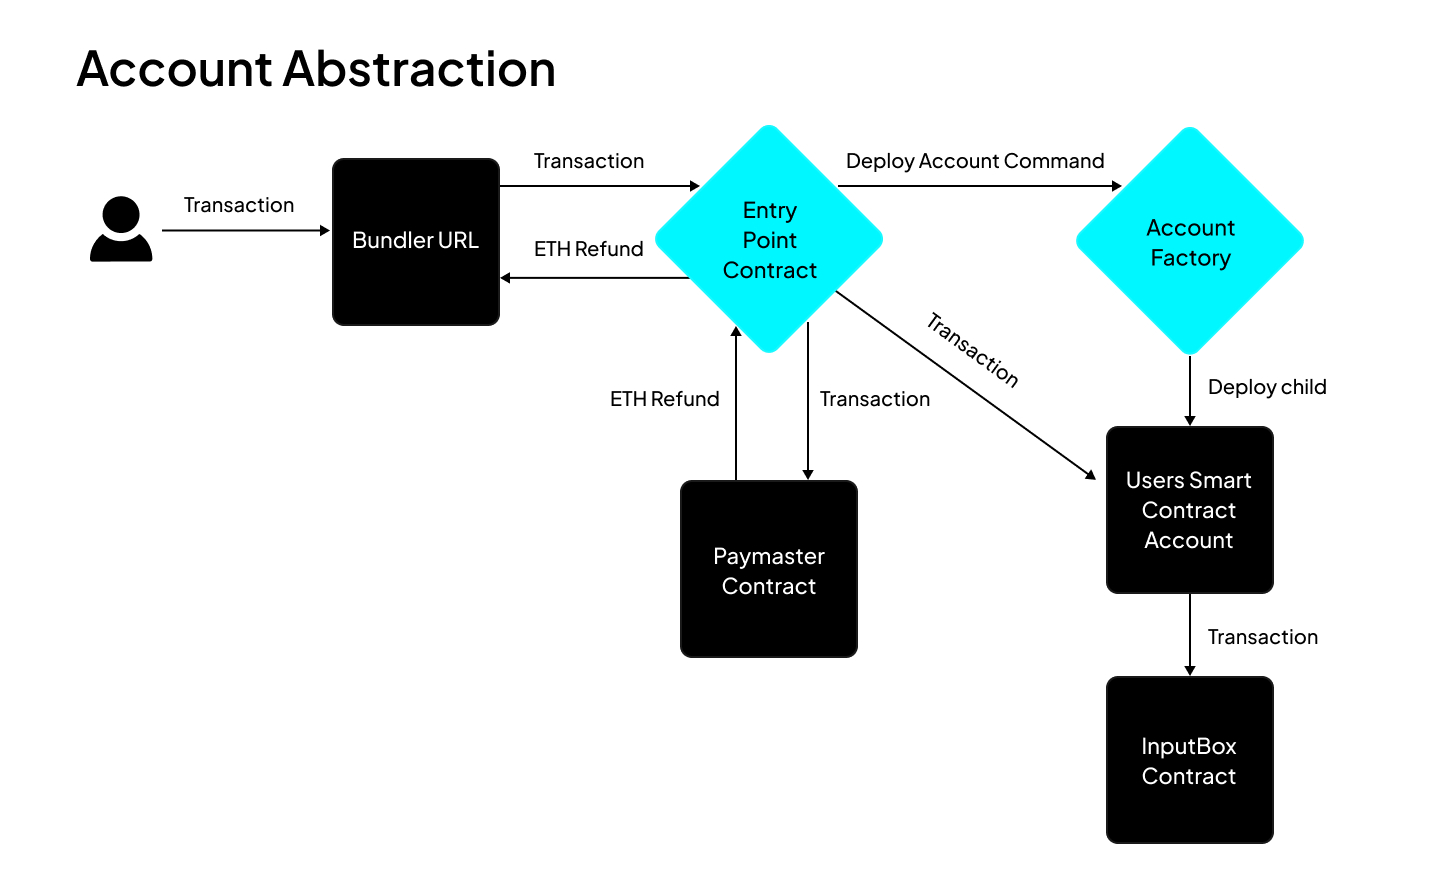 Account Abstraction
Transaction
Bundler URL
Transaction
ETH Refund
Entry
Point
Contract
Deploy Account Command
Account
Factory
ETH Refund
Transaction
Transaction
Deploy child
Paymaster
Contract
Users Smart
Contract
Account
Transaction
InputBox
Contract